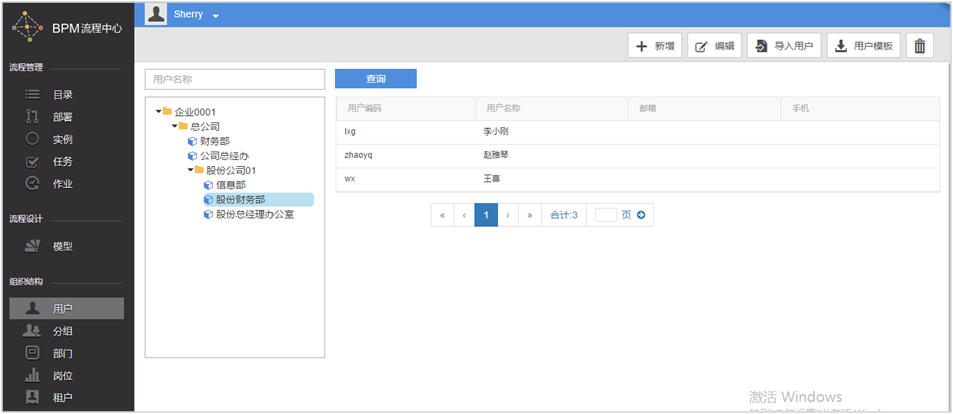 BPM 流程中心
Sherry
流程管理
目录
部署
实例
任务
作业
流程设计
模型
组织结构
用户
分组
部门
岗位
租户
新增 编辑 导入用户 用户模板
用户名称 查询
企业0001
总公司
财务部
公司总经办
股份公司01
信息部
股份财务部
股份总经理办公室
用户编码 用户名称 邮箱 手机
lxg 李小刚
zhaoyq 赵雅琴
wx 王喜
« ‹ 1 › » 合计:3 页
激活 Windows